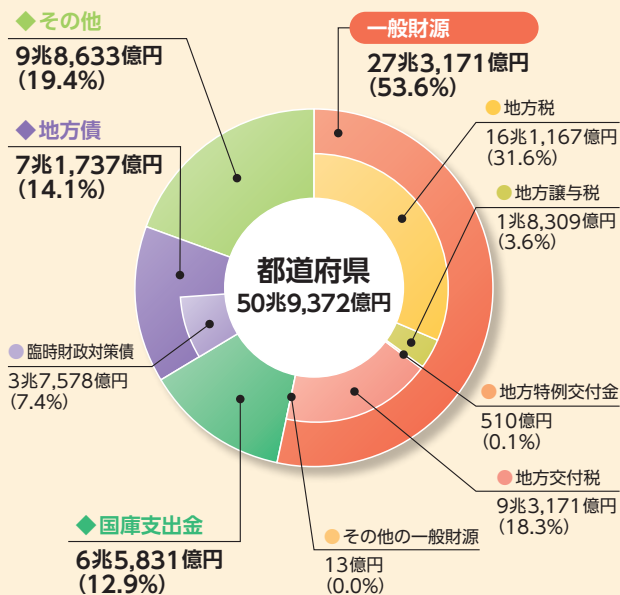 ◆その他
9兆8,633億円
(19.4%)
一般財源
27兆3,171億円
(53.6%)
●地方税
16兆1,167億円
(31.6%)
◆地方債
7兆1,737億円
(14.1%)
●地方譲与税
1兆8,309億円
(3.6%)
都道府県
50兆9,372億円
●臨時財政対策債
3兆7,578億円
(7.4%)
●地方特例交付金
510億円
(0.1%)
●地方交付税
9兆3,171億円
(18.3%)
◆国庫支出金
6兆5,831億円
(12.9%)
●その他の一般財源
13億円
(0.0%)